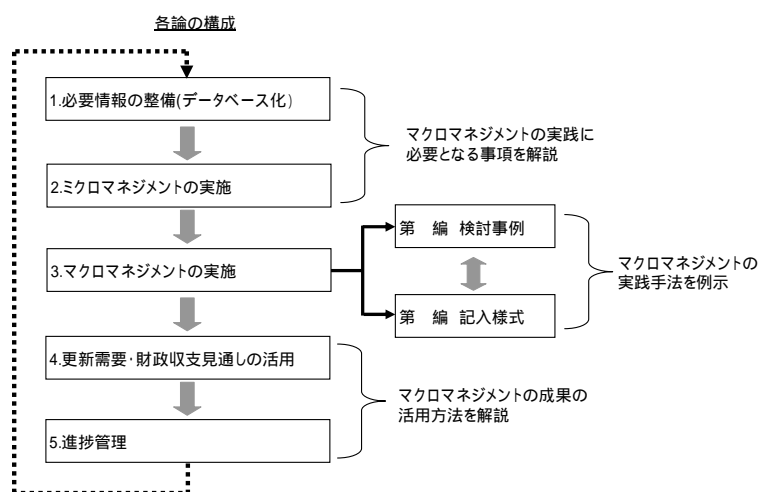 各論の構成
1.必要情報の整備(データベース化)
マクロマネジメントの実践に
必要となる事項を解説
2.ミクロマネジメントの実施
第　編 検討事例
3.マクロマネジメントの実施
マクロマネジメントの
実践手法を例示
第　編 記入様式
4.更新需要・財政収支見通しの活用
マクロマネジメントの成果の
活用方法を解説
5.進捗管理